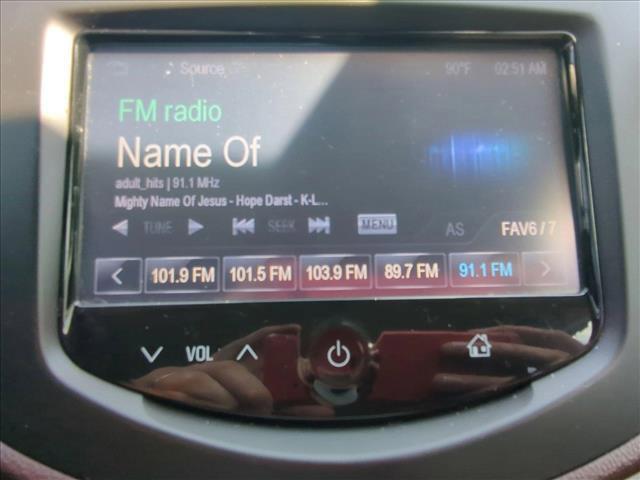 Source 90°F 02:51 AM
FM radio
Name Of
adult_hits | 91.1 MHz
Mighty Name Of Jesus - Hope Darst - K-L...
TUNE SEEK MENU AS FAV6 / 7
101.9 FM 101.5 FM 103.9 FM 89.7 FM 91.1 FM
VOL